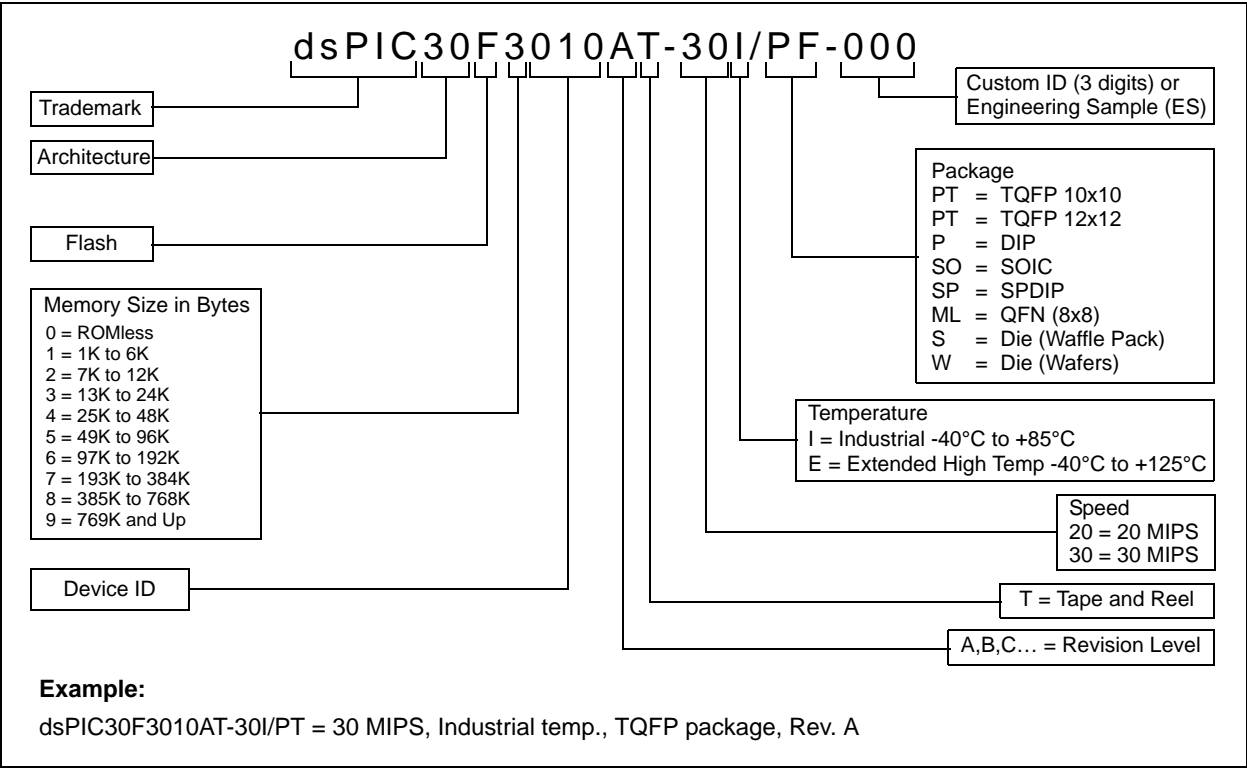 dsPIC30F3010AT-30I/PF-000
Trademark
Architecture
Flash
Memory Size in Bytes
0 = ROMless
1 = 1K to 6K
2 = 7K to 12K
3 = 13K to 24K
4 = 25K to 48K
5 = 49K to 96K
6 = 97K to 192K
7 = 193K to 384K
8 = 385K to 768K
9 = 769K and Up
Device ID
Custom ID (3 digits) or
Engineering Sample (ES)
Package
PT = TQFP 10x10
PT = TQFP 12x12
P = DIP
SO = SOIC
SP = SPDIP
ML = QFN (8x8)
S = Die (Waffle Pack)
W = Die (Wafers)
Temperature
I = Industrial -40°C to +85°C
E = Extended High Temp -40°C to +125°C
Speed
20 = 20 MIPS
30 = 30 MIPS
T = Tape and Reel
A,B,C… = Revision Level
Example:
dsPIC30F3010AT-30I/PT = 30 MIPS, Industrial temp., TQFP package, Rev. A